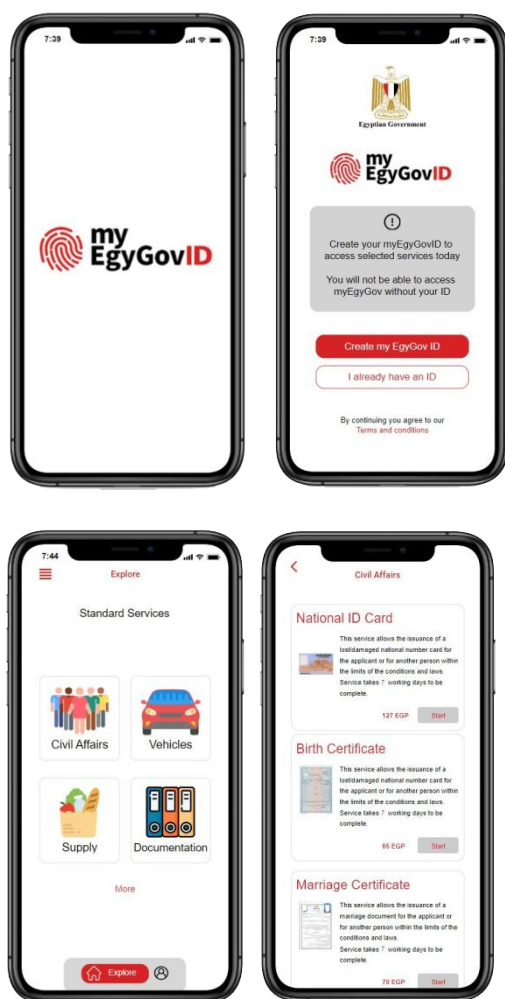 7:39
my
EgyGovID
7:39
Egyptian Government
my
EgyGovID
Create your myEgyGovID to
access selected services today
You will not be able to access
myEgyGov without your ID
Create my EgyGov ID
I already have an ID
By continuing you agree to our
Terms and conditions
7:44
Explore
Standard Services
Civil Affairs
Vehicles
Supply
Documentation
More
Explore
Civil Affairs
National ID Card
This service allows the issuance of a
lost/damaged national number card for
the applicant or for another person within
the limits of the conditions and laws.
Service takes 7 working days to be
complete.
127 EGP
Start
Birth Certificate
This service allows the issuance of a
lost/damaged national number card for
the applicant or for another person within
the limits of the conditions and laws.
Service takes 7 working days to be
complete.
65 EGP
Start
Marriage Certificate
This service allows the issuance of a
marriage document for the applicant or
for another person within the limits of the
conditions and laws.
Service takes 7 working days to be
complete.
70 EGP
Start